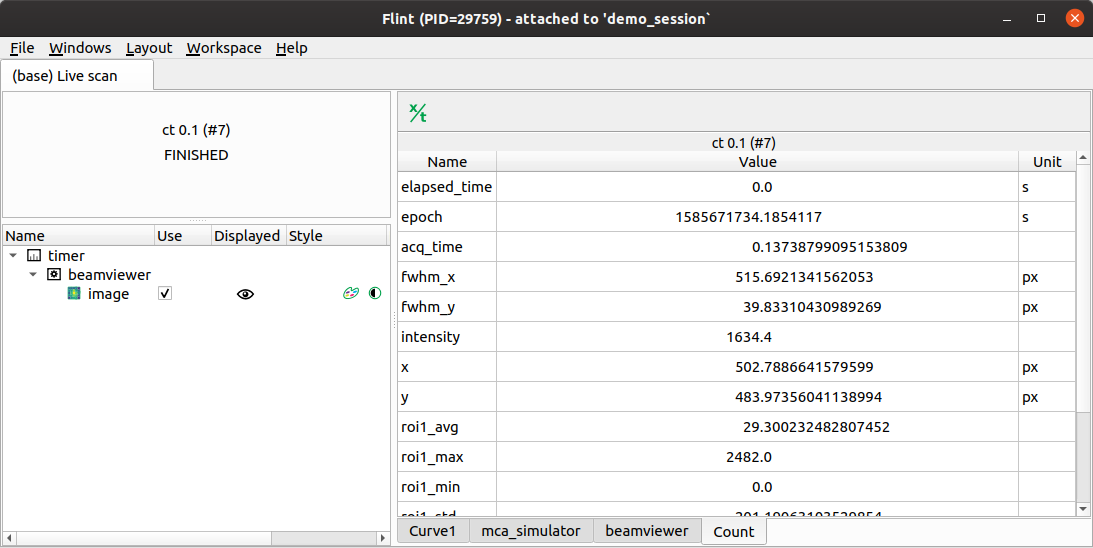 Flint (PID=29759) - attached to 'demo_session`
File Windows Layout Workspace Help
(base) Live scan
ct 0.1 (#7)
FINISHED
Name Use Displayed Style
timer
beamviewer
image
x/t
ct 0.1 (#7)
Name Value Unit
elapsed_time 0.0 s
epoch 1585671734.1854117 s
acq_time 0.13738799095153809
fwhm_x 515.6921341562053 px
fwhm_y 39.83310430989269 px
intensity 1634.4
x 502.7886641579599 px
y 483.97356041138994 px
roi1_avg 29.300232482807452
roi1_max 2482.0
roi1_min 0.0
roi1_std
Curve1 mca_simulator beamviewer Count